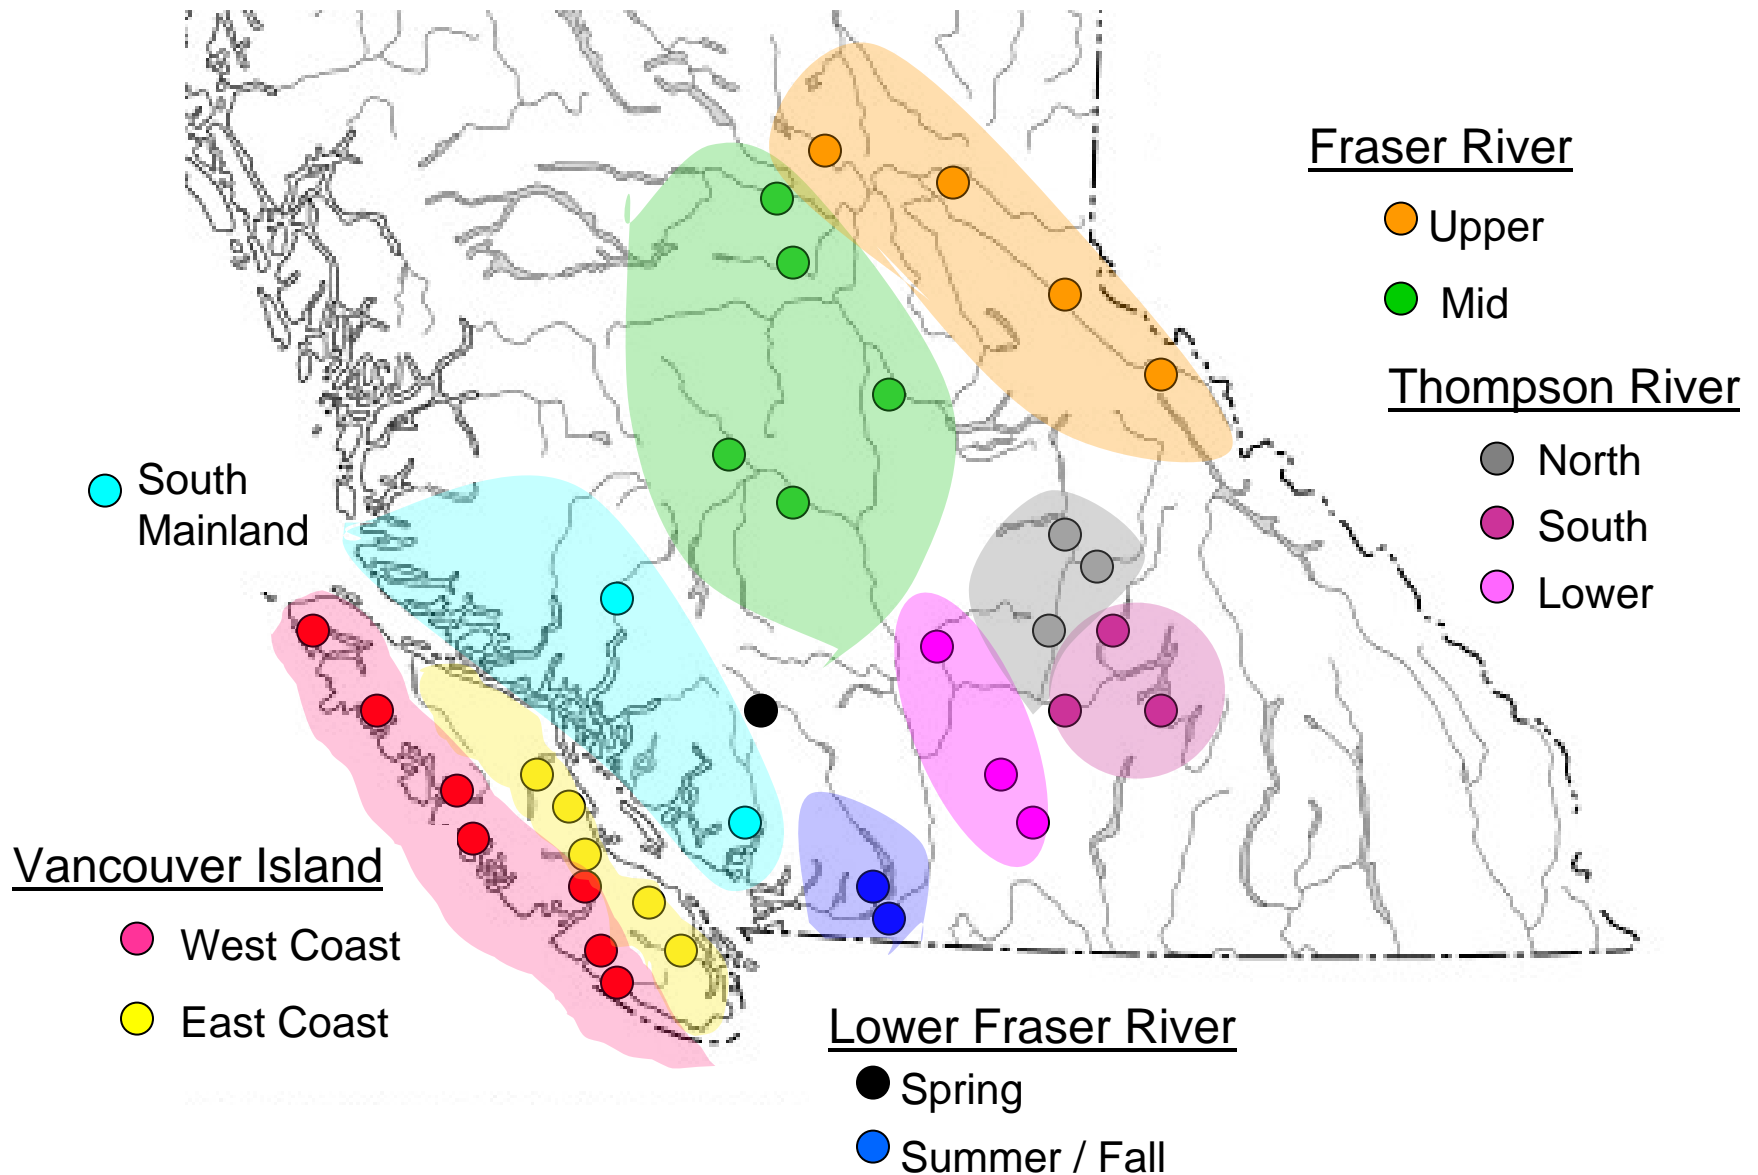 Fraser River
Upper
Mid
Thompson River
North
South
Lower
South
Mainland
Vancouver Island
West Coast
East Coast
Lower Fraser River
Spring
Summer / Fall